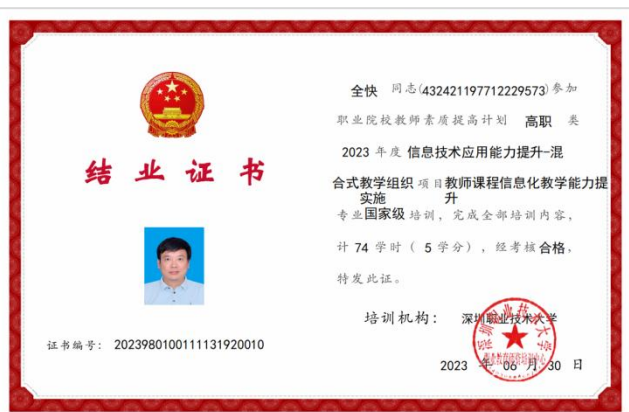 结业证书
证书编号: 2023980100111131920010
全快 同志(432421197712229573)参加
职业院校教师素质提高计划 高职 类
2023 年度 信息技术应用能力提升-混
合式教学组织实施 项目 教师课程信息化教学能力提升
专业 国家级 培训，完成全部培训内容，
计 74 学时（ 5 学分），经考核 合格，
特发此证。
培训机构： 深圳职业技术大学
2023 年 06 月 30 日